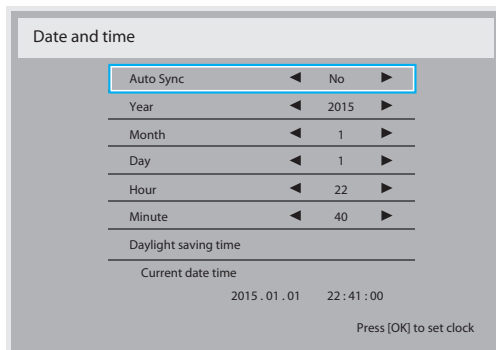 Date and time
Auto Sync ◀ No ▶
Year ◀ 2015 ▶
Month ◀ 1 ▶
Day ◀ 1 ▶
Hour ◀ 22 ▶
Minute ◀ 40 ▶
Daylight saving time
Current date time
2015 . 01 . 01 22 : 41 : 00
Press [OK] to set clock